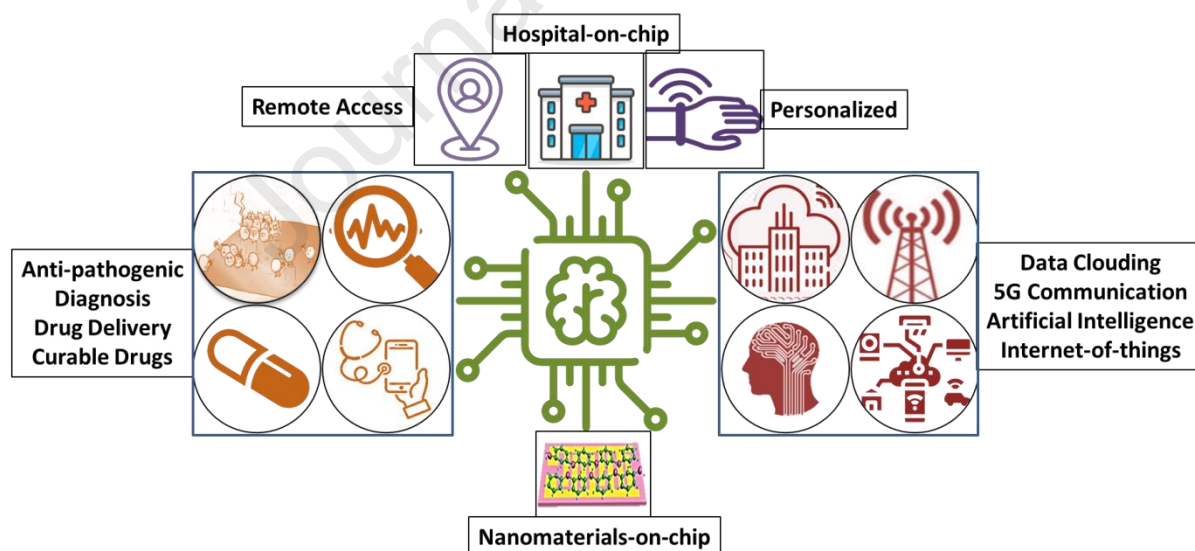 Hospital-on-chip
Journa
Remote Access
Personalized
Anti-pathogenic
Diagnosis
Drug Delivery
Curable Drugs
Data Clouding
5G Communication
Artificial Intelligence
Internet-of-things
Nanomaterials-on-chip